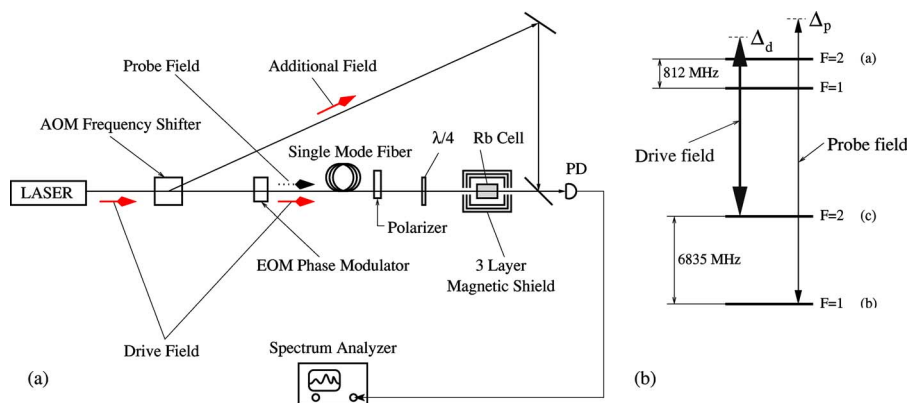 Probe Field
Additional Field
AOM Frequency Shifter
Single Mode Fiber
λ/4
Rb Cell
PD
LASER
Polarizer
EOM Phase Modulator
3 Layer
Magnetic Shield
Drive Field
Spectrum Analyzer
(a)
Δd
Δp
F=2 (a)
812 MHz
F=1
Drive field
Probe field
F=2 (c)
6835 MHz
F=1 (b)
(b)